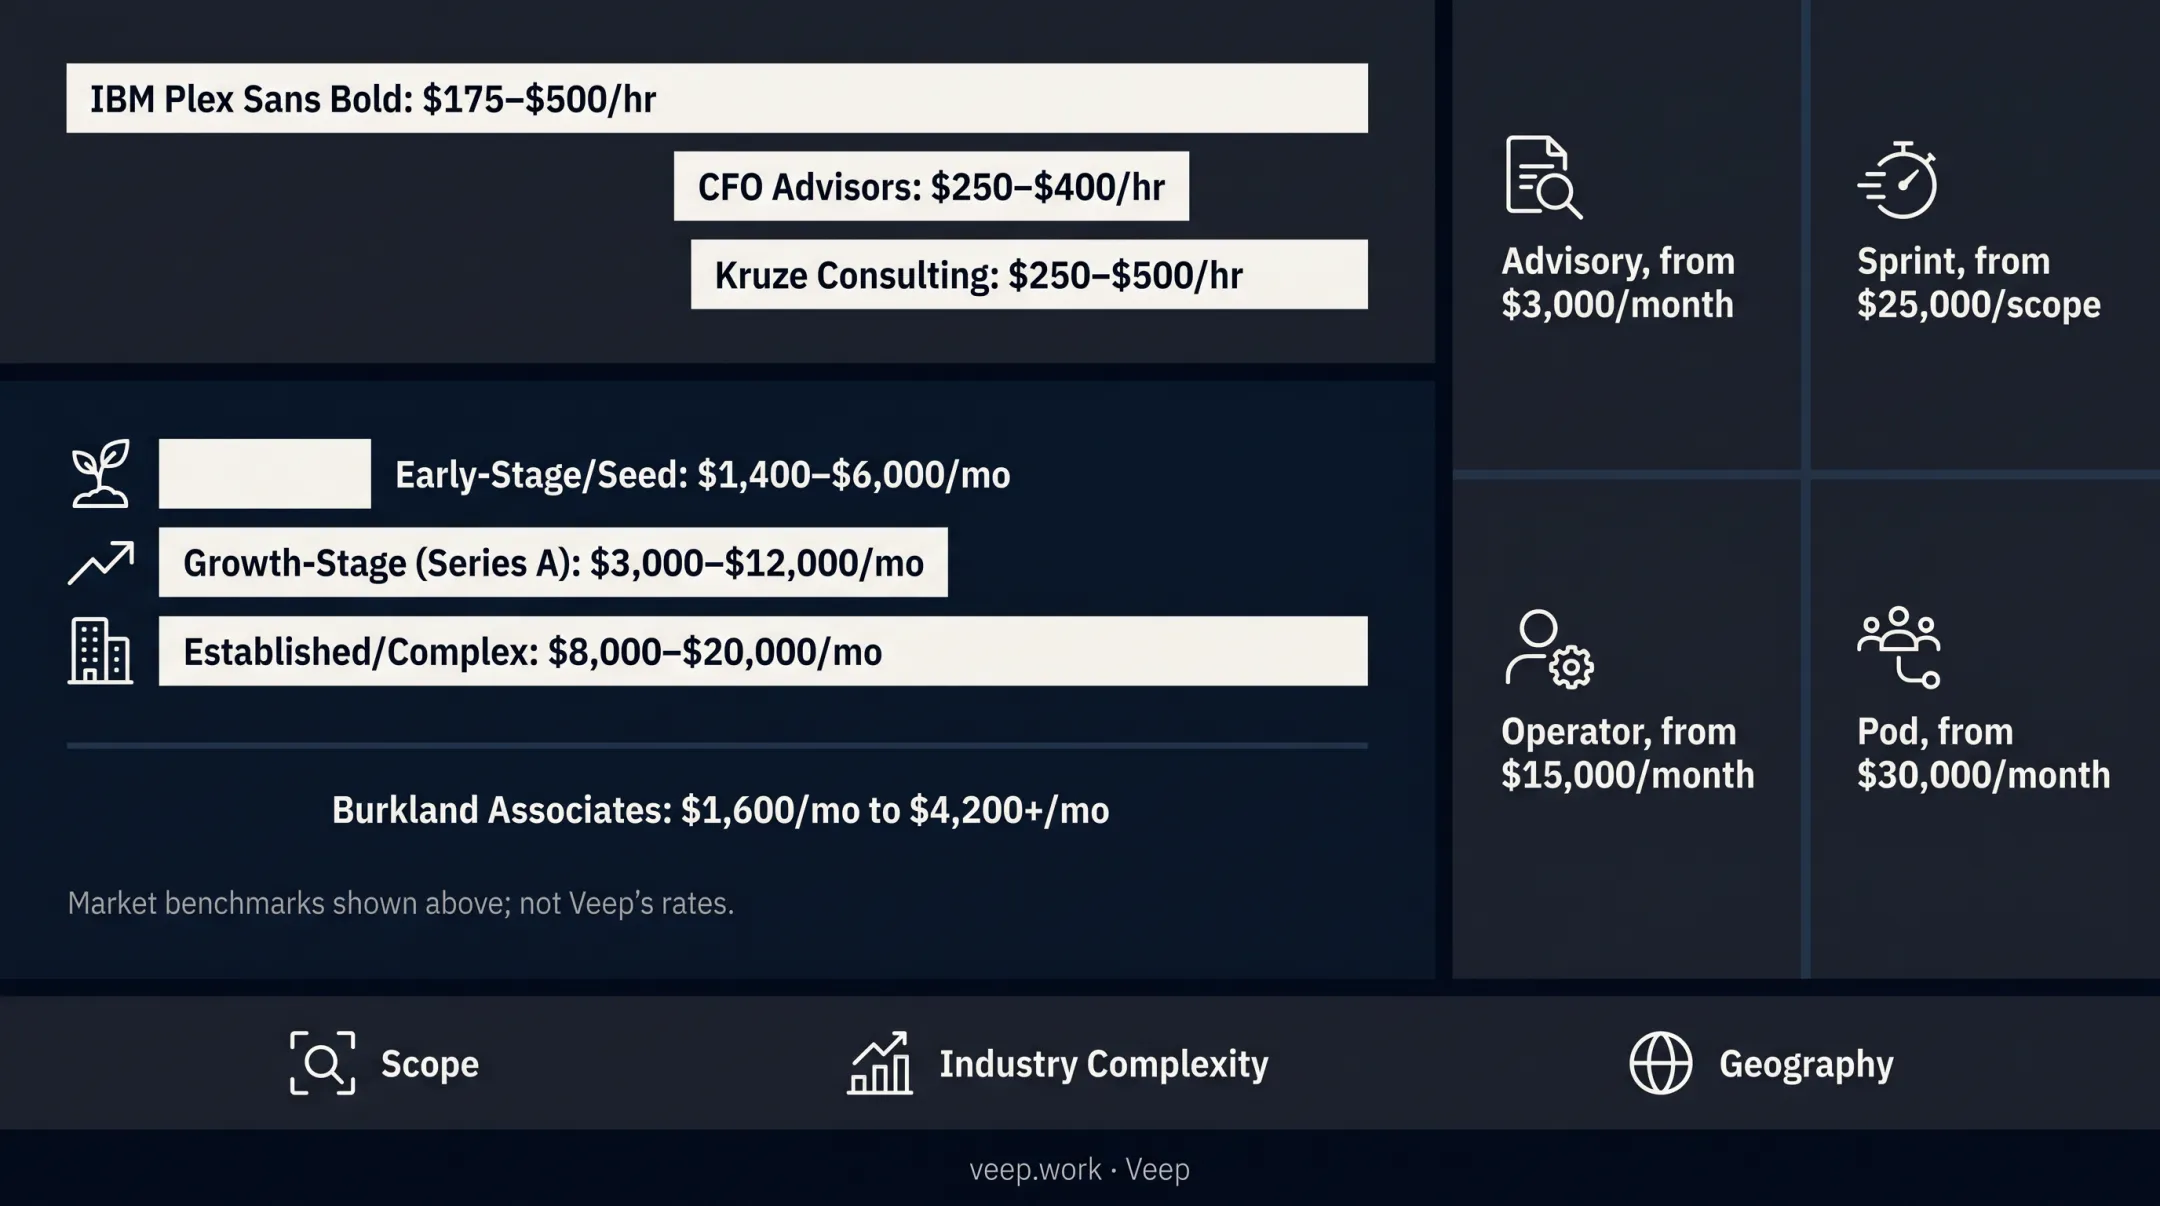 IBM Plex Sans Bold: $175–$500/hr
CFO Advisors: $250–$400/hr
Kruze Consulting: $250–$500/hr
Early-Stage/Seed: $1,400–$6,000/mo
Growth-Stage (Series A): $3,000–$12,000/mo
Established/Complex: $8,000–$20,000/mo
Burkland Associates: $1,600/mo to $4,200+/mo
Market benchmarks shown above; not Veep’s rates.
Advisory, from
$3,000/month
Sprint, from
$25,000/scope
Operator, from
$15,000/month
Pod, from
$30,000/month
Scope
Industry Complexity
Geography
veep.work · Veep